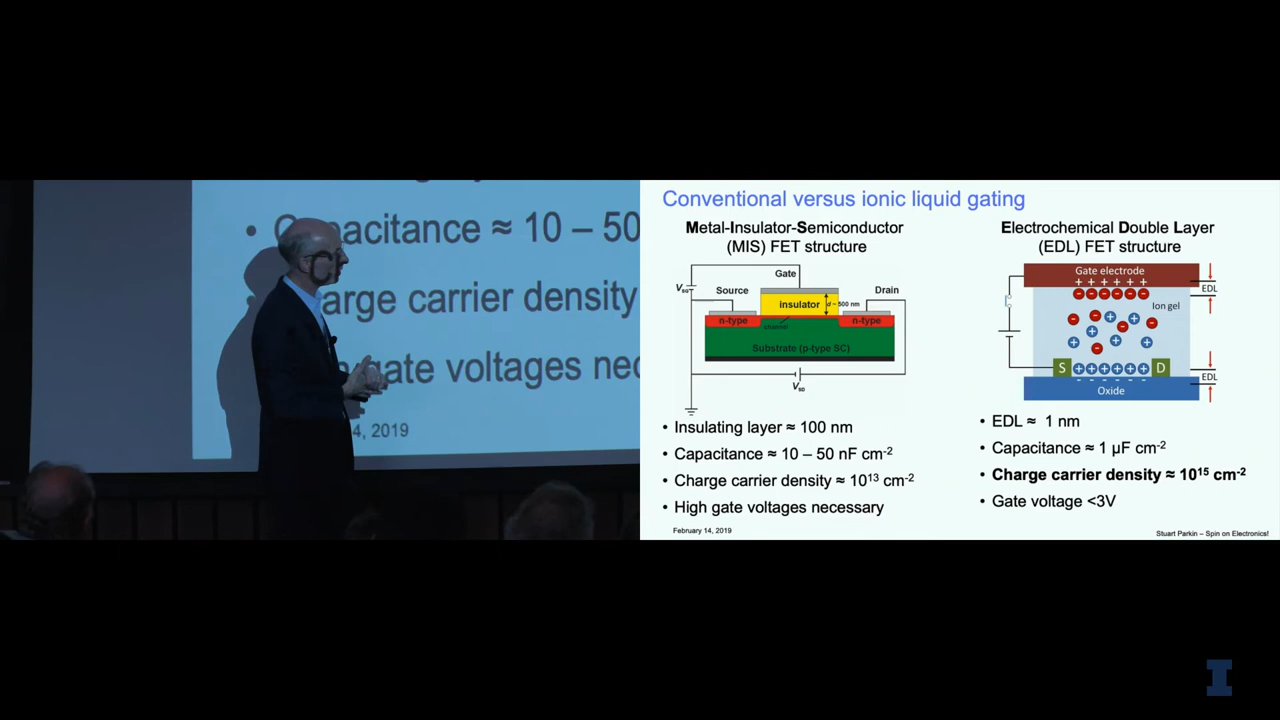 Capacitance ≈ 10 – 50
arge carrier density
gate voltages nec
4, 2019
Conventional versus ionic liquid gating
Metal-Insulator-Semiconductor
(MIS) FET structure
Gate
Source
Drain
insulator
d ~ 500 nm
n-type
channel
n-type
Substrate (p-type SC)
• Insulating layer ≈ 100 nm
• Capacitance ≈ 10 – 50 nF cm-2
• Charge carrier density ≈ 10¹³ cm-2
• High gate voltages necessary
February 14, 2019
Electrochemical Double Layer
(EDL) FET structure
Gate electrode
EDL
Ion gel
S
D
EDL
Oxide
• EDL ≈ 1 nm
• Capacitance ≈ 1 µF cm-2
• Charge carrier density ≈ 10¹⁵ cm-2
• Gate voltage <3V
Stuart Parkin – Spin on Electronics!
I